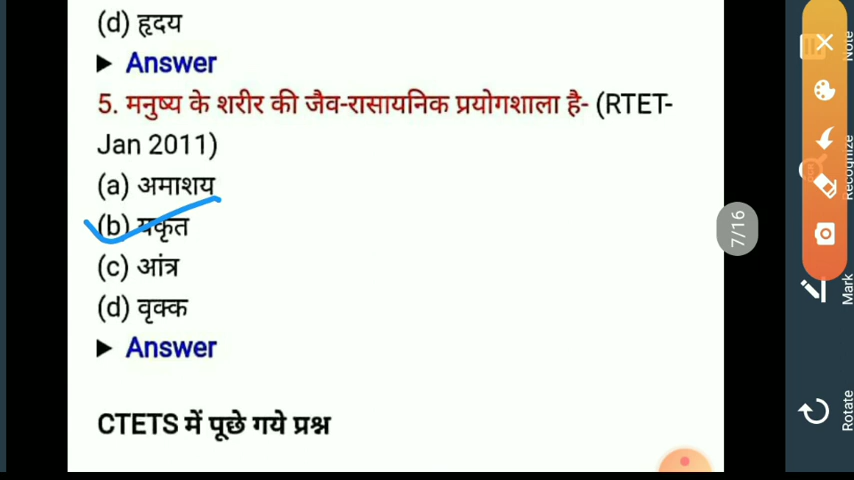 (d) हृदय
► Answer
5. मनुष्य के शरीर की जैव-रासायनिक प्रयोगशाला है- (RTET-
Jan 2011)
(a) अमाशय
(b) यकृत
(c) आंत्र
(d) वृक्क
► Answer
CTETS में पूछे गये प्रश्न
7/16
Note
Recognize
Mark
Rotate